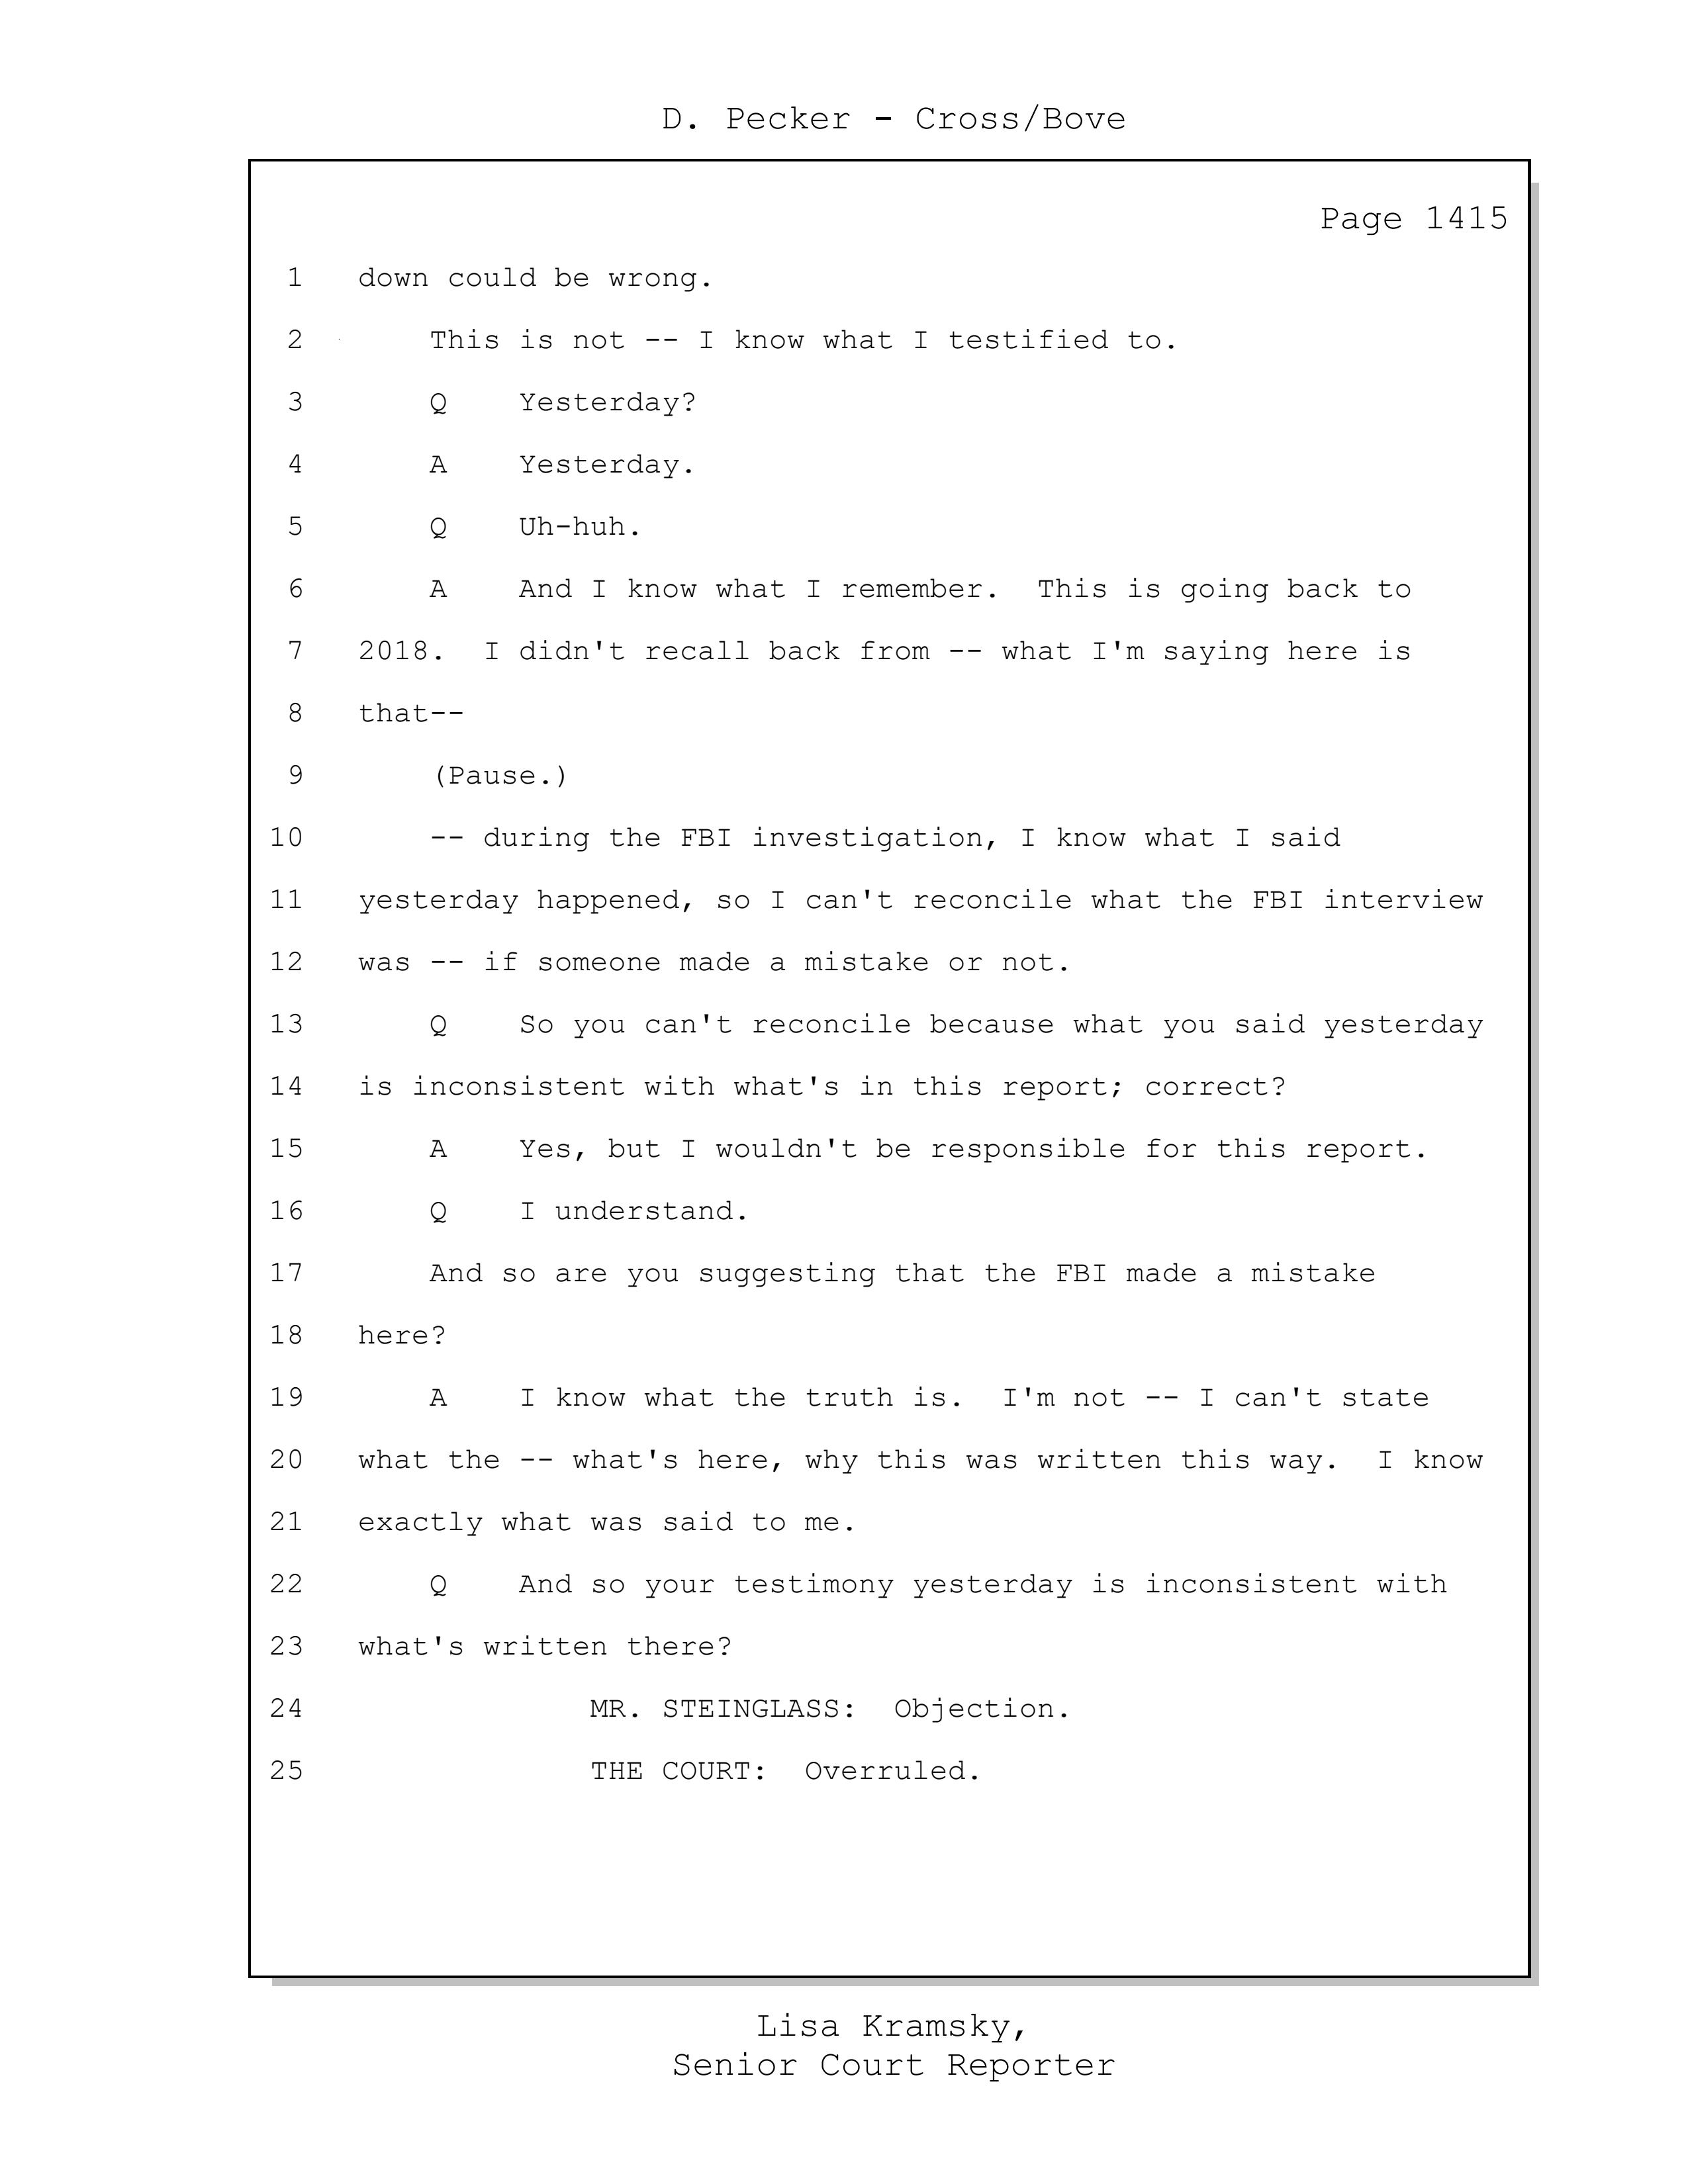 D. Pecker - Cross/Bove
Page 1415
1 down could be wrong.
2 This is not -- I know what I testified to.
3 Q Yesterday?
4 A Yesterday.
5 Q Uh-huh.
6 A And I know what I remember. This is going back to
7 2018. I didn't recall back from -- what I'm saying here is
8 that--
9 (Pause.)
10 -- during the FBI investigation, I know what I said
11 yesterday happened, so I can't reconcile what the FBI interview
12 was -- if someone made a mistake or not.
13 Q So you can't reconcile because what you said yesterday
14 is inconsistent with what's in this report; correct?
15 A Yes, but I wouldn't be responsible for this report.
16 Q I understand.
17 And so are you suggesting that the FBI made a mistake
18 here?
19 A I know what the truth is. I'm not -- I can't state
20 what the -- what's here, why this was written this way. I know
21 exactly what was said to me.
22 Q And so your testimony yesterday is inconsistent with
23 what's written there?
24 MR. STEINGLASS: Objection.
25 THE COURT: Overruled.
Lisa Kramsky,
Senior Court Reporter